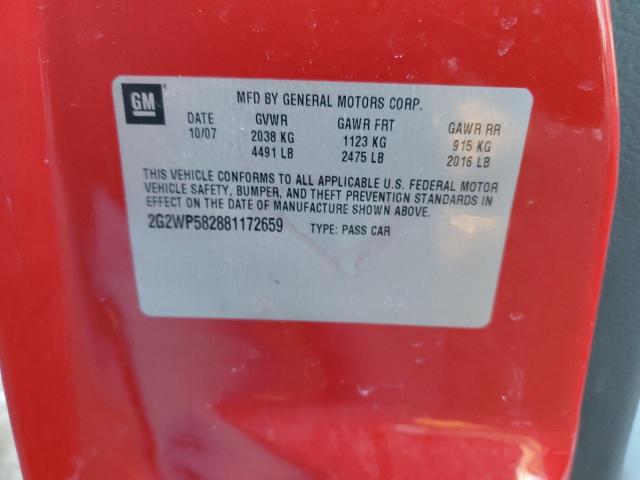 GM
MFD BY GENERAL MOTORS CORP.
DATE GVWR GAWR FRT GAWR RR
10/07 2038 KG 1123 KG 915 KG
4491 LB 2475 LB 2016 LB
THIS VEHICLE CONFORMS TO ALL APPLICABLE U.S. FEDERAL MOTOR
VEHICLE SAFETY, BUMPER, AND THEFT PREVENTION STANDARDS IN
EFFECT ON THE DATE OF MANUFACTURE SHOWN ABOVE.
2G2WP582881172659 TYPE: PASS CAR